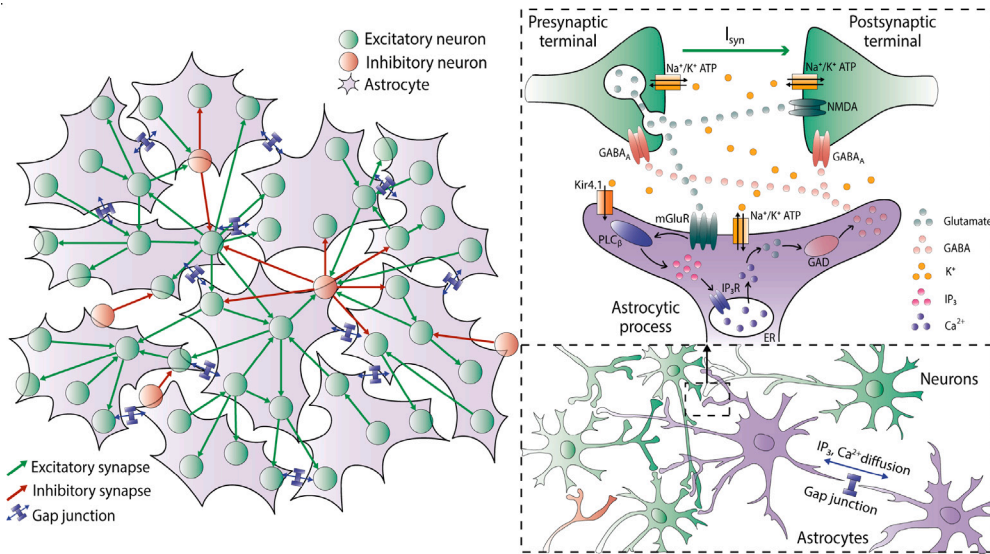 Excitatory neuron
Inhibitory neuron
Astrocyte
Excitatory synapse
Inhibitory synapse
Gap junction
Presynaptic
terminal
I_syn
Postsynaptic
terminal
Na⁺/K⁺ ATP
Na⁺/K⁺ ATP
NMDA
GABA_A
GABA_A
Kir4.1
mGluR
Na⁺/K⁺ ATP
PLC_β
GAD
IP₃R
Astrocytic
process
ER
Glutamate
GABA
K⁺
IP₃
Ca²⁺
Neurons
IP₃, Ca²⁺diffusion
Gap
junction
Astrocytes